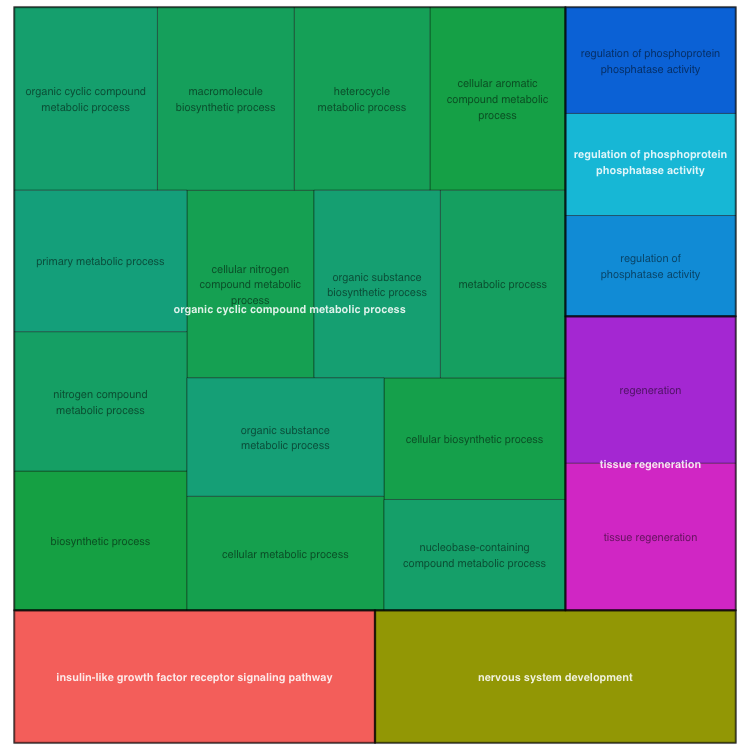 organic cyclic compound
metabolic process
macromolecule
biosynthetic process
heterocycle
metabolic process
cellular aromatic
compound metabolic
process
regulation of phosphoprotein
phosphatase activity
regulation of phosphoprotein
phosphatase activity
regulation of
phosphatase activity
primary metabolic process
cellular nitrogen
compound metabolic
process
organic substance
biosynthetic process
metabolic process
organic cyclic compound metabolic process
nitrogen compound
metabolic process
organic substance
metabolic process
cellular biosynthetic process
regeneration
tissue regeneration
tissue regeneration
biosynthetic process
cellular metabolic process
nucleobase-containing
compound metabolic process
insulin-like growth factor receptor signaling pathway
nervous system development